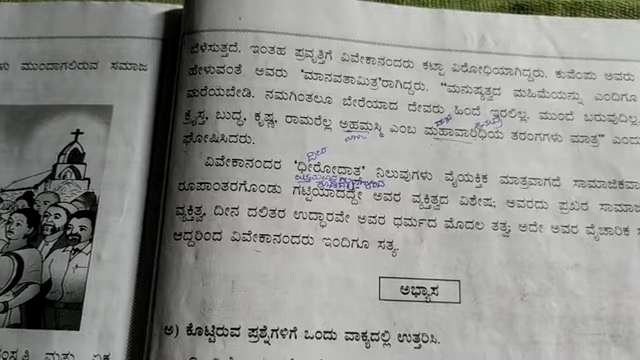 ಳು ಮುಂದಾಗಲಿರುವ ಸಮಾಜ
ಬೆಳೆಸುತ್ತದೆ. ಇಂತಹ ಪ್ರವೃತ್ತಿಗೆ ವಿವೇಕಾನಂದರು ಕಟ್ಟಾ ವಿರೋಧಿಯಾಗಿದ್ದರು. ಕುವೆಂಪು ಅವರು
ಹೇಳುವಂತೆ ಅವರು 'ಮಾನವತಾಮಿತ್ರ'ರಾಗಿದ್ದರು. "ಮನುಷ್ಯತ್ವದ ಮಹಿಮೆಯನ್ನು ಎಂದಿಗೂ
ಮರೆಯಬೇಡಿ. ನಮಗಿಂತಲೂ ಬೇರೆಯಾದ ದೇವರು ಹಿಂದೆ ಇರಲಿಲ್ಲ. ಮುಂದೆ ಬರುವುದಿಲ್ಲ.
ಕ್ರೈಸ್ತ, ಬುದ್ಧ, ಕೃಷ್ಣ, ರಾಮರೆಲ್ಲ ಅಹಮಸ್ಮಿ ಎಂಬ ಮಹಾವಾರಿಧಿಯ ತರಂಗಗಳು ಮಾತ್ರ" ಎಂದು
ಘೋಷಿಸಿದರು.
ವಿವೇಕಾನಂದರ 'ಧೀರೋದಾತ್ತ' ನಿಲುವುಗಳು ವೈಯಕ್ತಿಕ ಮಾತ್ರವಾಗದೆ ಸಾಮಾಜಿಕವಾ
ರೂಪಾಂತರಗೊಂಡು ಗಟ್ಟಿಯಾದದ್ದೇ ಅವರ ವ್ಯಕ್ತಿತ್ವದ ವಿಶೇಷ; ಅವರದು ಪ್ರಖರ ಸಾಮಾಜ
ವ್ಯಕ್ತಿತ್ವ, ದೀನ ದಲಿತರ ಉದ್ಧಾರವೇ ಅವರ ಧರ್ಮದ ಮೊದಲ ತತ್ವ; ಅದೇ ಅವರ ವೈಚಾರಿಕ
ಆದ್ದರಿಂದ ವಿವೇಕಾನಂದರು ಇಂದಿಗೂ ಸತ್ಯ.
ಅಭ್ಯಾಸ
ಅ) ಕೊಟ್ಟಿರುವ ಪ್ರಶ್ನೆಗಳಿಗೆ ಒಂದು ವಾಕ್ಯದಲ್ಲಿ ಉತ್ತರಿಸಿ.